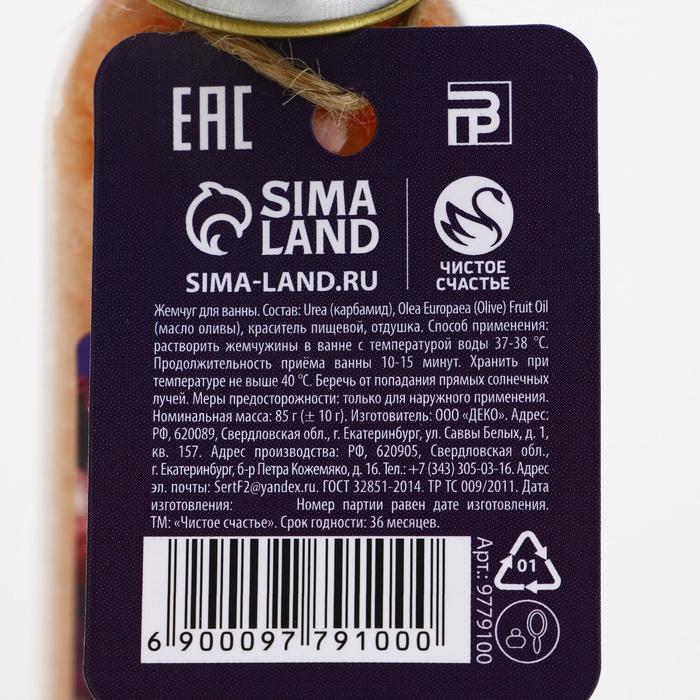 EAC
SIMA
LAND
SIMA-LAND.RU
ЧИСТОЕ
СЧАСТЬЕ
Жемчуг для ванны. Состав: Urea (карбамид), Olea Europaea (Olive) Fruit Oil
(масло оливы), краситель пищевой, отдушка. Способ применения:
растворить жемчужины в ванне с температурой воды 37-38 °С.
Продолжительность приёма ванны 10-15 минут. Хранить при
температуре не выше 40 °С. Беречь от попадания прямых солнечных
лучей. Меры предосторожности: только для наружного применения.
Номинальная масса: 85 г (± 10 г). Изготовитель: ООО «ДЕКО». Адрес:
РФ, 620089, Свердловская обл., г. Екатеринбург, ул. Саввы Белых, д. 1,
кв. 157. Адрес производства: РФ, 620905, Свердловская обл.,
г. Екатеринбург, б-р Петра Кожемяко, д. 16. Тел.: +7 (343) 305-03-16. Адрес
эл. почты: SertF2@yandex.ru. ГОСТ 32851-2014. ТР ТС 009/2011. Дата
изготовления: Номер партии равен дате изготовления.
ТМ: «Чистое счастье». Срок годности: 36 месяцев.
6 900097 791000
Арт.: 9779100
01